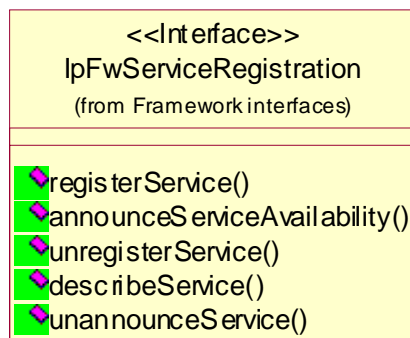 <<Interface>>
IpFwServiceRegistration
(from Framework interfaces)
registerService()
announceServiceAvailability()
unregisterService()
describeService()
unannounceService()